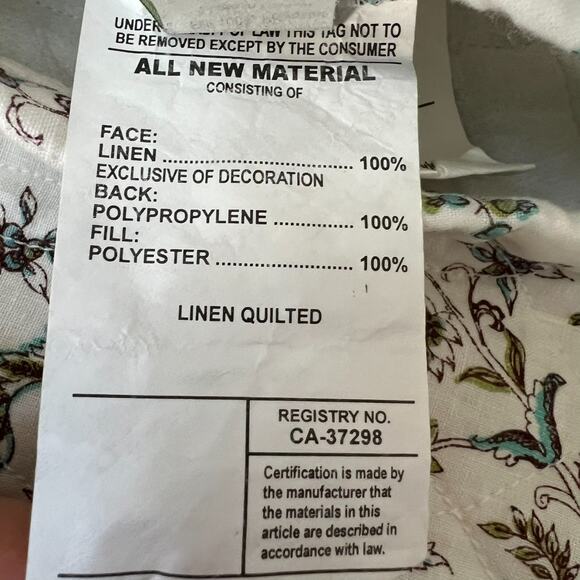 UNDER PENALTY OF LAW THIS TAG NOT TO
BE REMOVED EXCEPT BY THE CONSUMER
ALL NEW MATERIAL
CONSISTING OF
FACE:
LINEN ........................................ 100%
EXCLUSIVE OF DECORATION
BACK:
POLYPROPYLENE ................ 100%
FILL:
POLYESTER ............................ 100%
LINEN QUILTED
REGISTRY NO.
CA-37298
Certification is made by
the manufacturer that
the materials in this
article are described in
accordance with law.